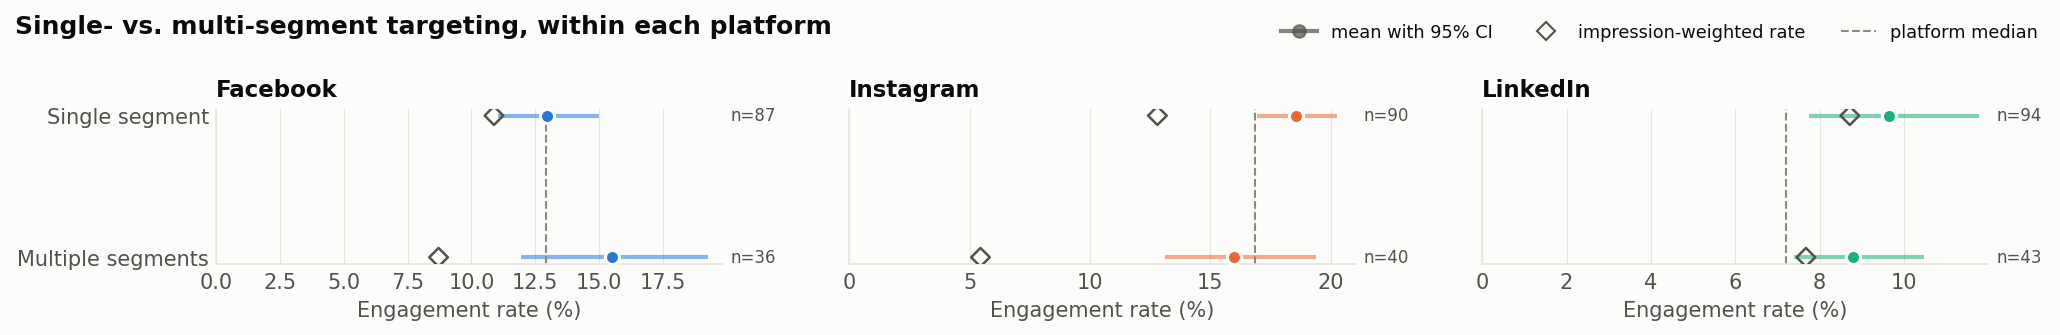 Single- vs. multi-segment targeting, within each platform
mean with 95% CI
impression-weighted rate
platform median
Facebook
Instagram
LinkedIn
Single segment
n=87
n=90
n=94
Multiple segments
n=36
n=40
n=43
0.0 2.5 5.0 7.5 10.0 12.5 15.0 17.5
0 5 10 15 20
0 2 4 6 8 10
Engagement rate (%)
Engagement rate (%)
Engagement rate (%)